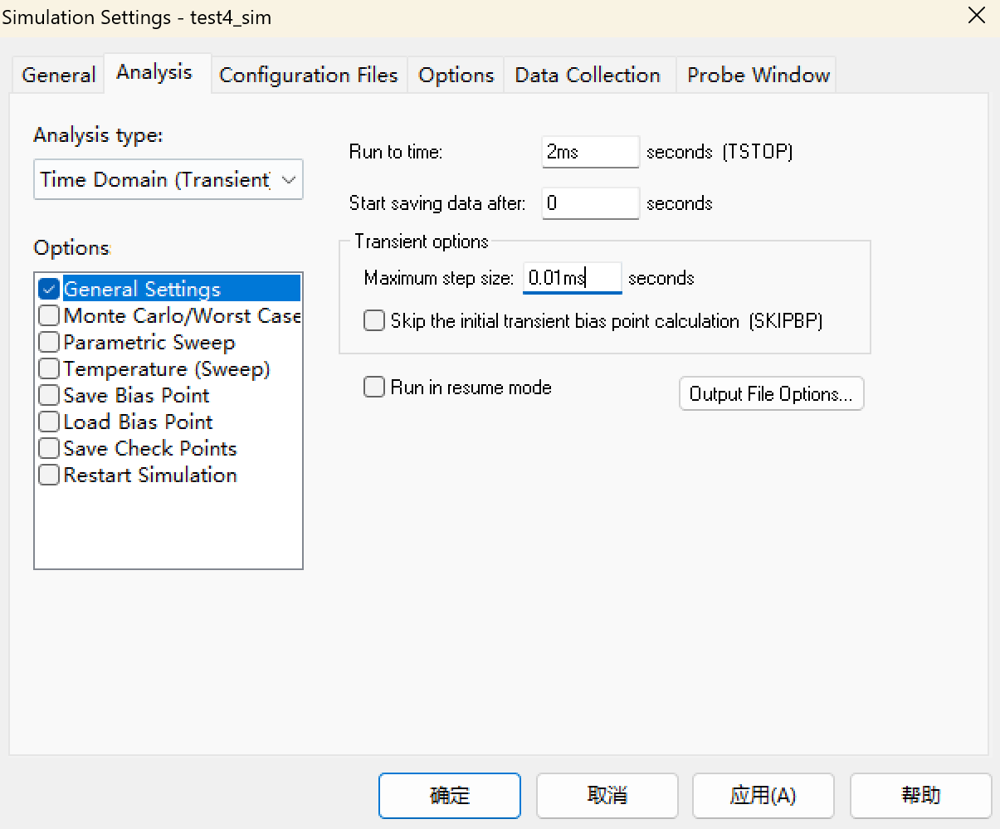 Simulation Settings - test4_sim
General
Analysis
Configuration Files
Options
Data Collection
Probe Window
Analysis type:
Time Domain (Transient)
Options
General Settings
Monte Carlo/Worst Case
Parametric Sweep
Temperature (Sweep)
Save Bias Point
Load Bias Point
Save Check Points
Restart Simulation
Run to time: 2ms seconds (TSTOP)
Start saving data after: 0 seconds
Transient options
Maximum step size: 0.01ms seconds
Skip the initial transient bias point calculation (SKIPBP)
Run in resume mode
Output File Options...
确定
取消
应用(A)
帮助